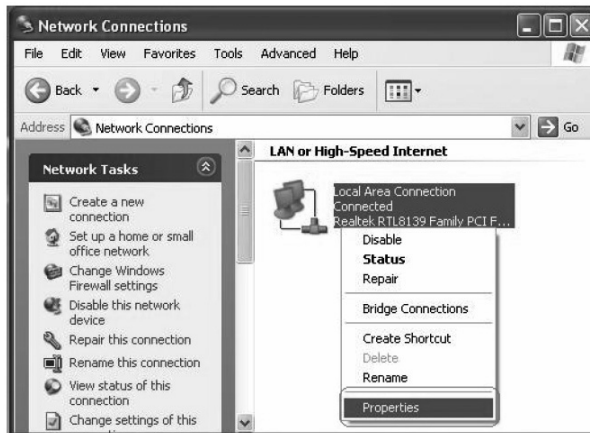 Network Connections
File Edit View Favorites Tools Advanced Help
Back Search Folders
Address Network Connections Go
Network Tasks
Create a new
connection
Set up a home or small
office network
Change Windows
Firewall settings
Disable this network
device
Repair this connection
Rename this connection
View status of this
connection
Change settings of this
LAN or High-Speed Internet
Local Area Connection
Connected
Realtek RTL8139 Family PCI F...
Disable
Status
Repair
Bridge Connections
Create Shortcut
Delete
Rename
Properties